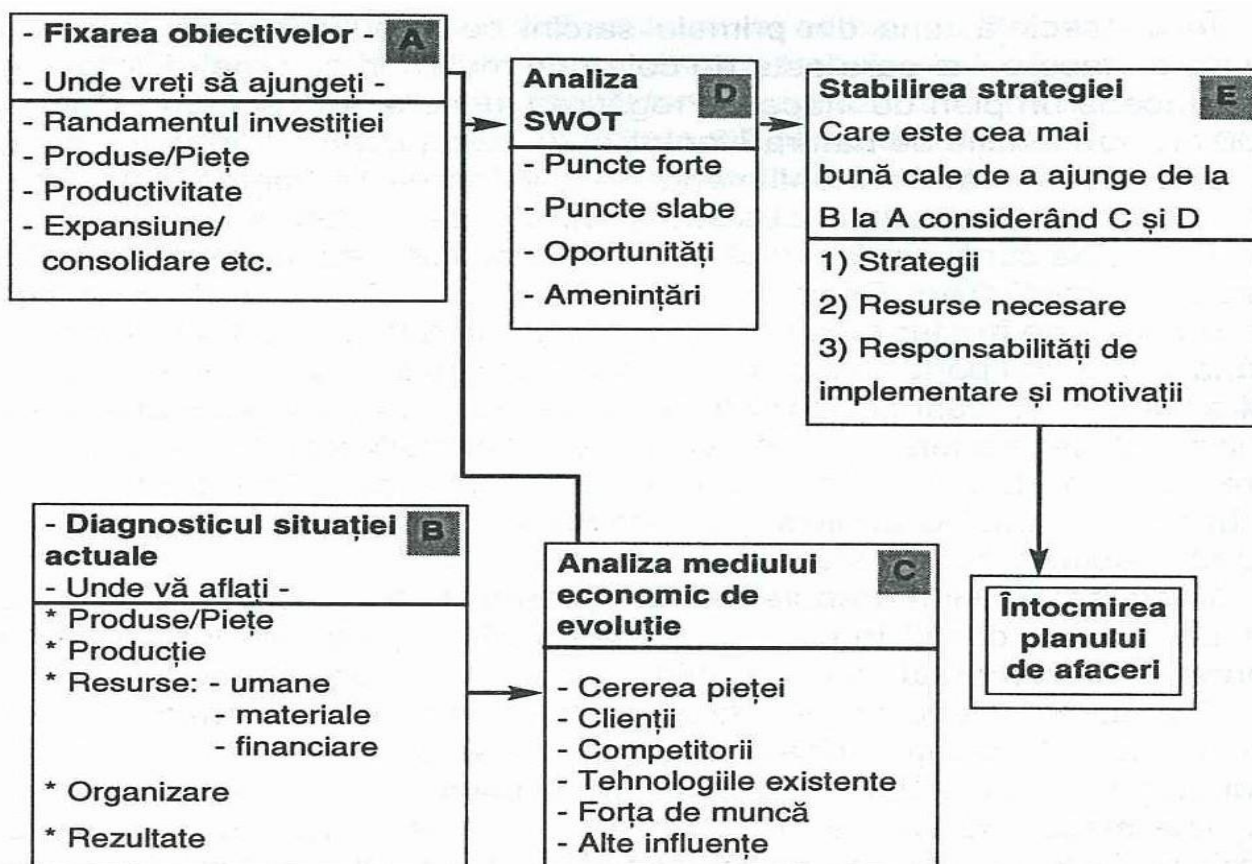 - Fixarea obiectivelor - A
- Unde vreți să ajungeți -
- Randamentul investiției
- Produse/Piețe
- Productivitate
- Expansiune/
consolidare etc.
Analiza D
SWOT
- Puncte forte
- Puncte slabe
- Oportunități
- Amenințări
Stabilirea strategiei E
Care este cea mai
bună cale de a ajunge de la
B la A considerând C și D
1) Strategii
2) Resurse necesare
3) Responsabilități de
implementare și motivații
- Diagnosticul situației B
actuale
- Unde vă aflați -
* Produse/Piețe
* Producție
* Resurse: - umane
- materiale
- financiare
* Organizare
* Rezultate
Analiza mediului C
economic de
evoluție
- Cererea pieței
- Clienții
- Competitorii
- Tehnologiile existente
- Forța de muncă
- Alte influențe
Întocmirea
planului
de afaceri